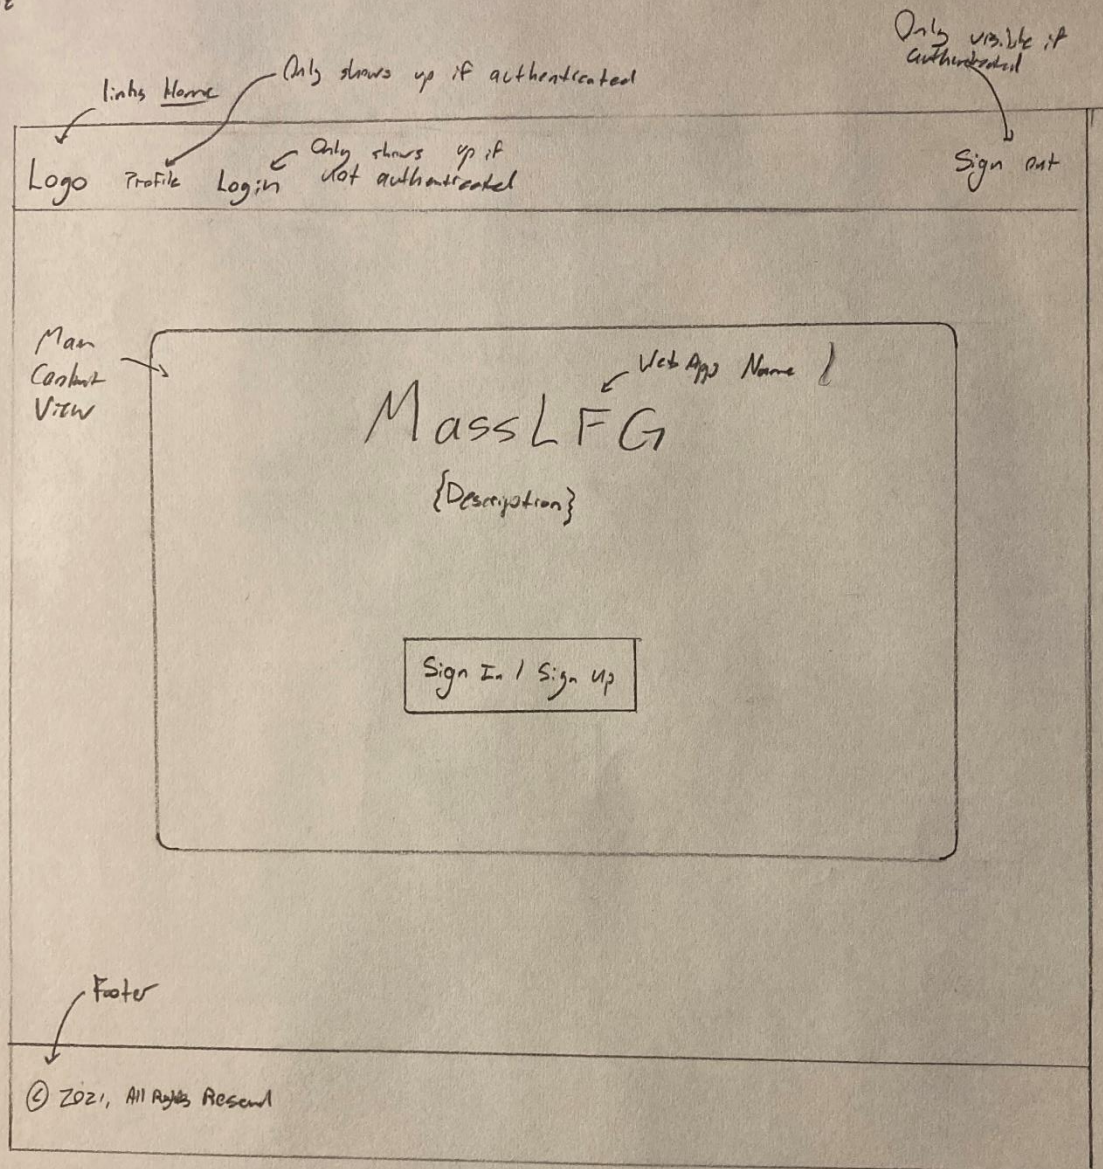 Only visible if
authenticated
Only shows up if authenticated
links Home
Logo
Profile
Login
Only shows up if
not authenticated
Sign out
Main
Content
View
Web App Name
MassLFG
{Description}
Sign In / Sign up
Footer
© 2021, All Rights